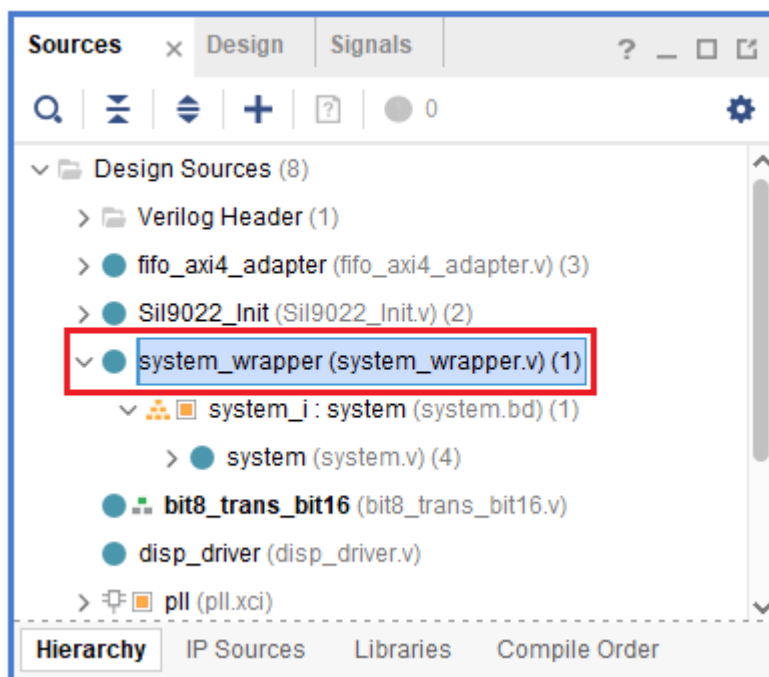 Sources × Design Signals ? _
? 0
Design Sources (8)
Verilog Header (1)
fifo_axi4_adapter (fifo_axi4_adapter.v) (3)
SiI9022_Init (SiI9022_Init.v) (2)
system_wrapper (system_wrapper.v) (1)
system_i : system (system.bd) (1)
system (system.v) (4)
bit8_trans_bit16 (bit8_trans_bit16.v)
disp_driver (disp_driver.v)
pll (pll.xci)
Hierarchy IP Sources Libraries Compile Order